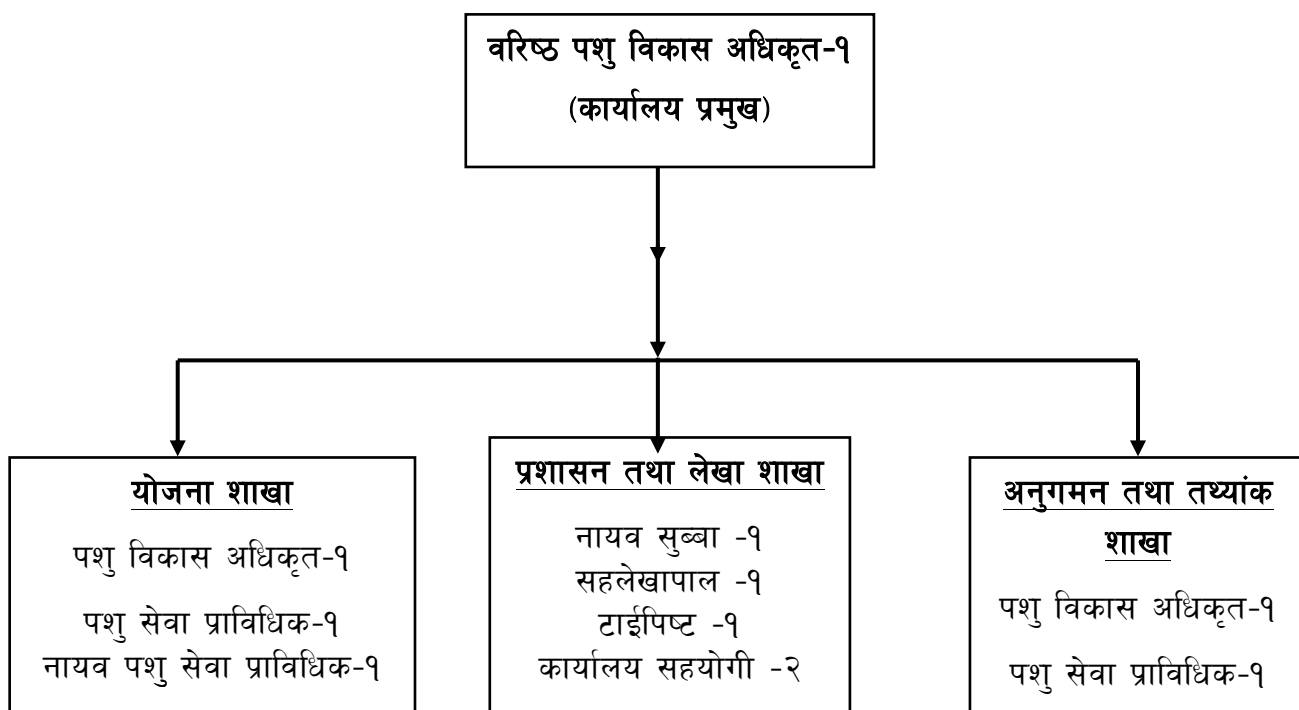 वरिष्ठ पशु विकास अधिकृत-१
(कार्यालय प्रमुख)
योजना शाखा
पशु विकास अधिकृत-१
पशु सेवा प्राविधिक-१
नायव पशु सेवा प्राविधिक-१
प्रशासन तथा लेखा शाखा
नायव सुब्बा -१
सहलेखापाल -१
टाईपिष्ट -१
कार्यालय सहयोगी -२
अनुगमन तथा तथ्यांक
शाखा
पशु विकास अधिकृत-१
पशु सेवा प्राविधिक-१